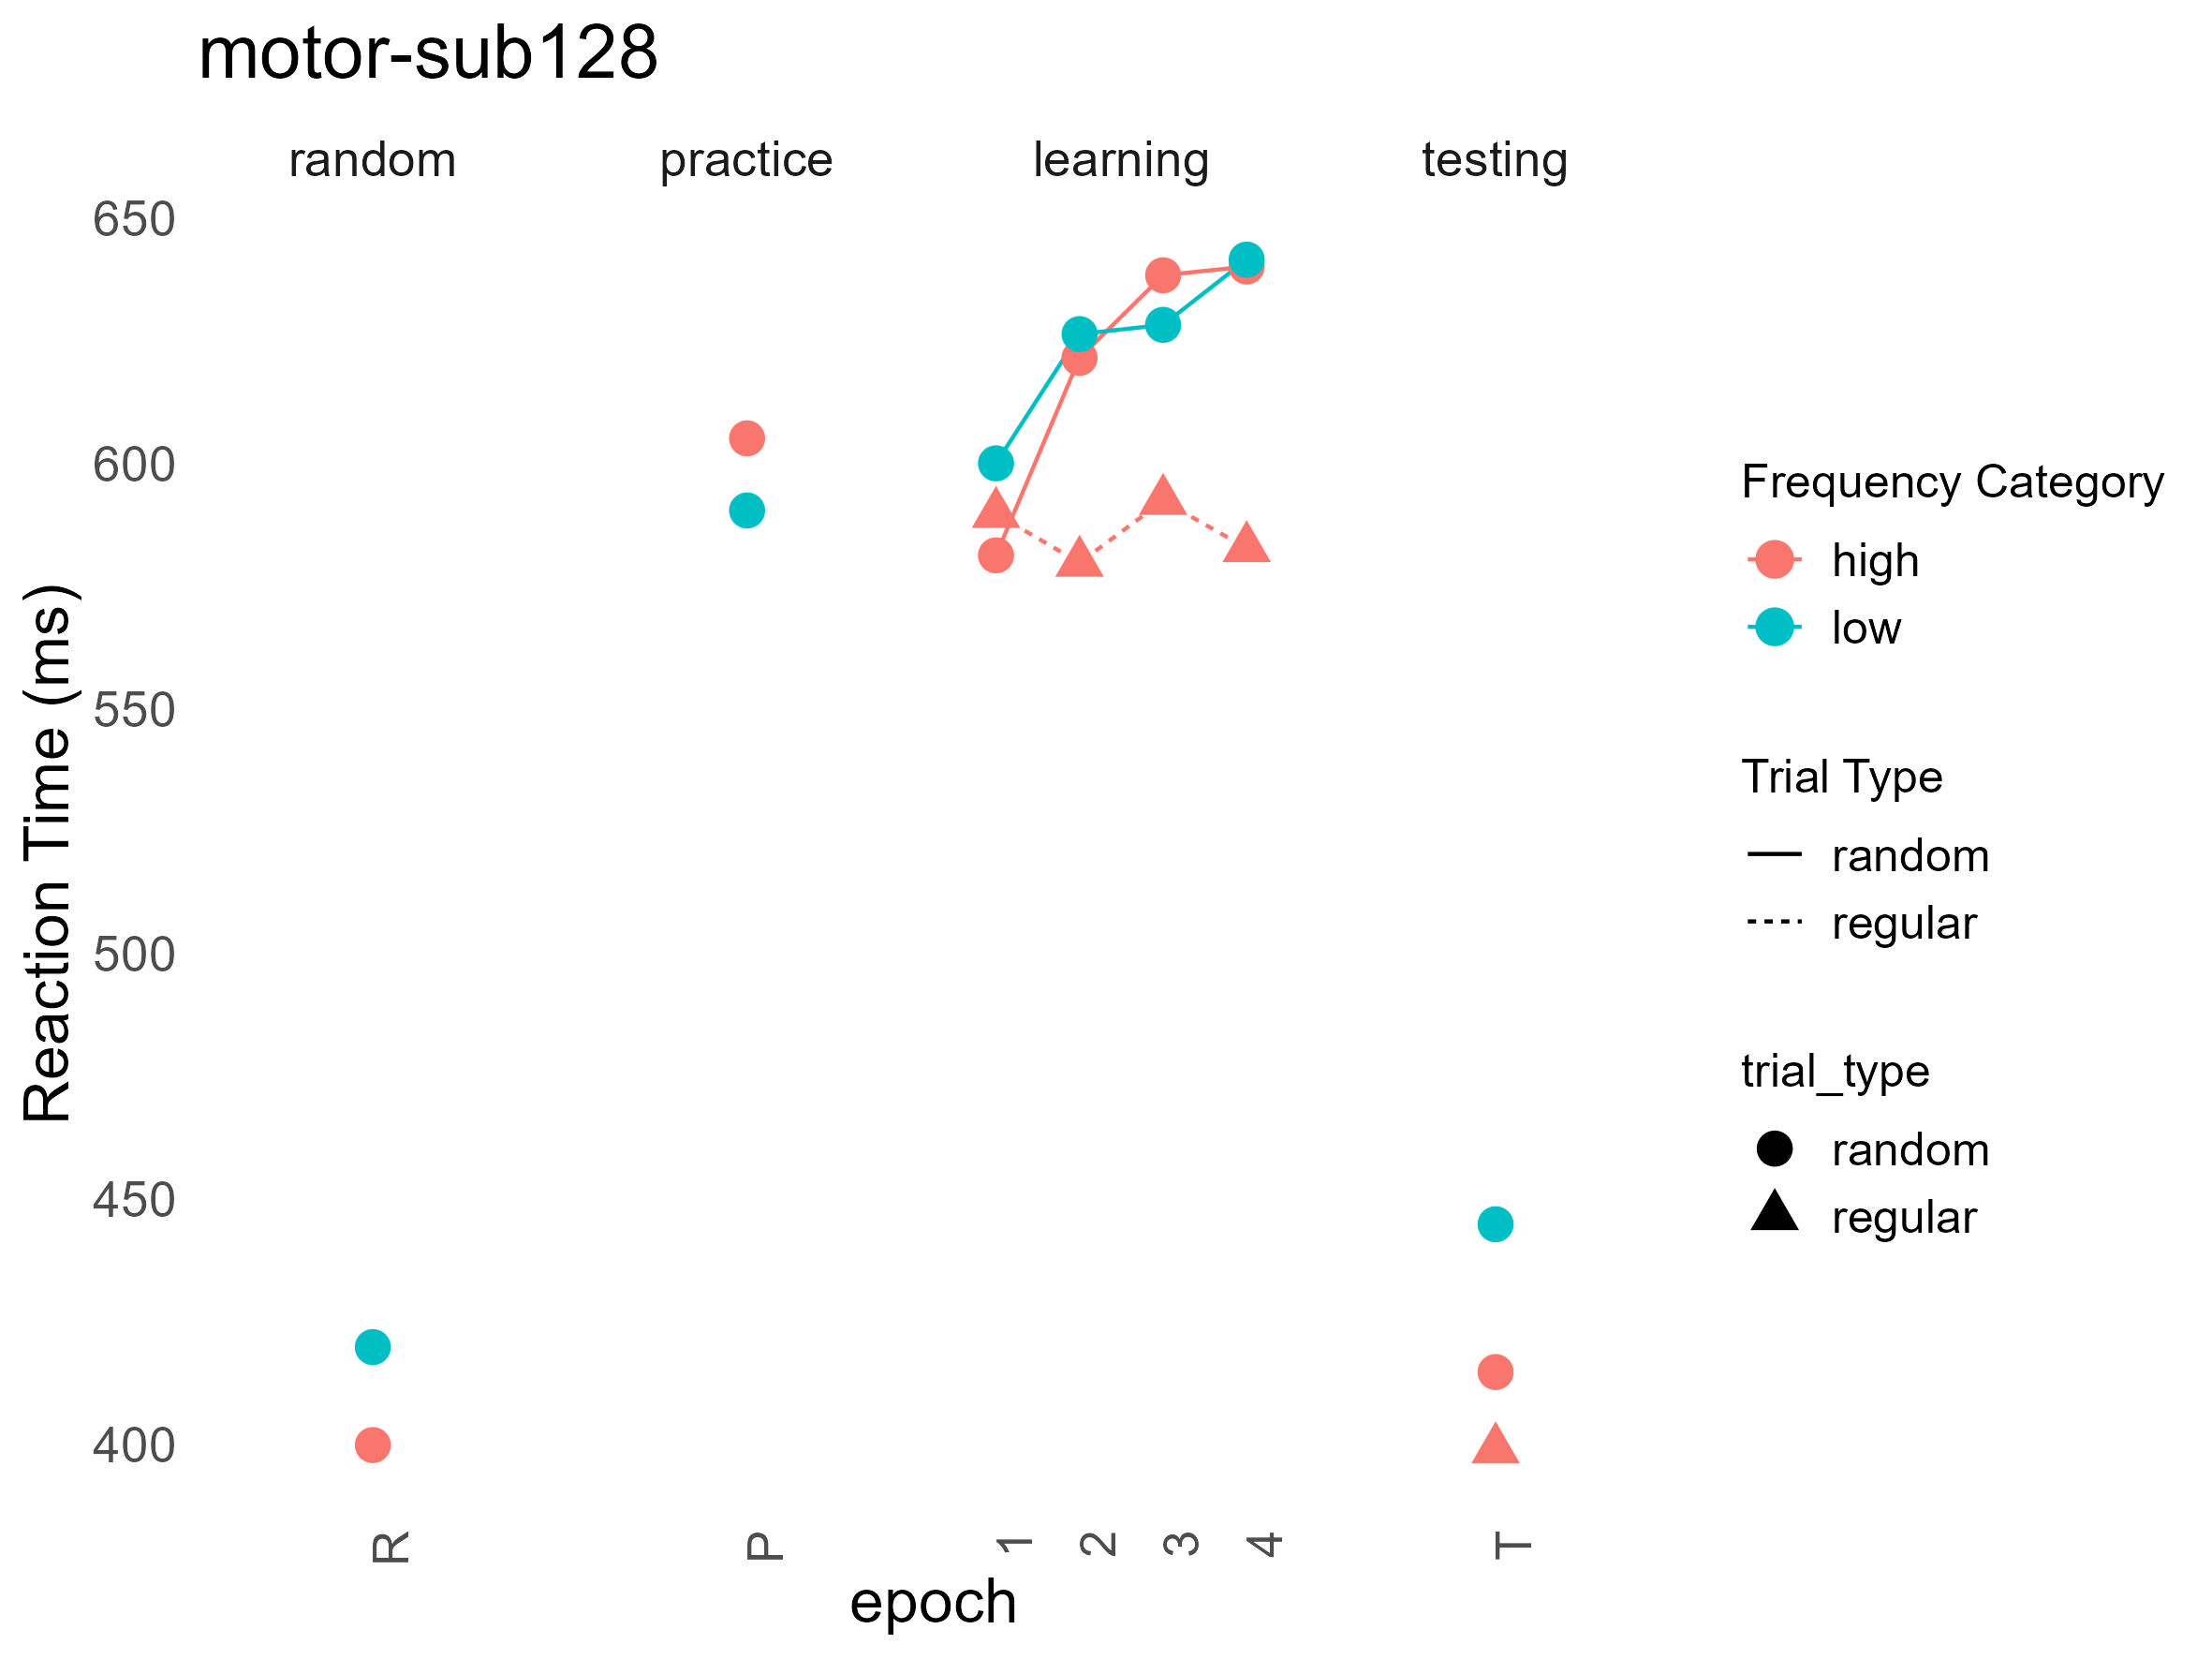 motor-sub128
random practice learning testing
650
600
550
500
450
400
Reaction Time (ms)
R P 1 2 3 4 T
epoch
Frequency Category
high
low
Trial Type
random
regular
trial_type
random
regular